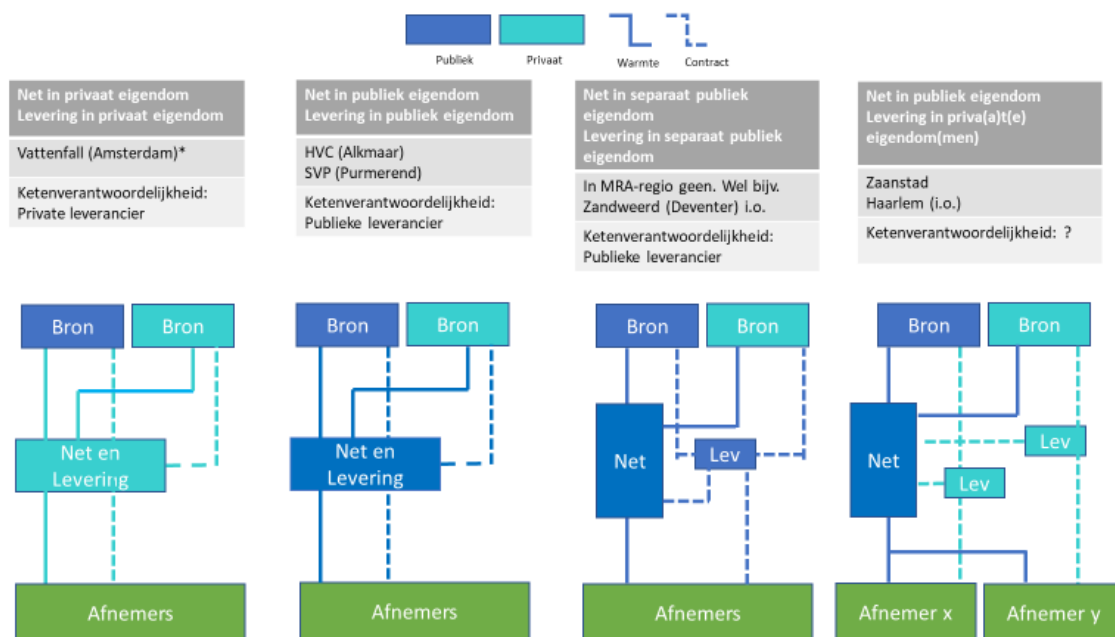 Publiek
Privaat
Warmte
Contract
Net in privaat eigendom
Levering in privaat eigendom
Vattenfall (Amsterdam)*
Ketenverantwoordelijkheid:
Private leverancier
Net in publiek eigendom
Levering in publiek eigendom
HVC (Alkmaar)
SVP (Purmerend)
Ketenverantwoordelijkheid:
Publieke leverancier
Net in separaat publiek
eigendom
Levering in separaat publiek
eigendom
In MRA-regio geen. Wel bijv.
Zandweerd (Deventer) i.o.
Ketenverantwoordelijkheid:
Publieke leverancier
Net in publiek eigendom
Levering in priva(a)t(e)
eigendom(men)
Zaanstad
Haarlem (i.o.)
Ketenverantwoordelijkheid: ?
Bron
Bron
Net en
Levering
Afnemers
Bron
Bron
Net en
Levering
Afnemers
Bron
Bron
Net
Lev
Afnemers
Bron
Bron
Net
Lev
Lev
Afnemer x
Afnemer y